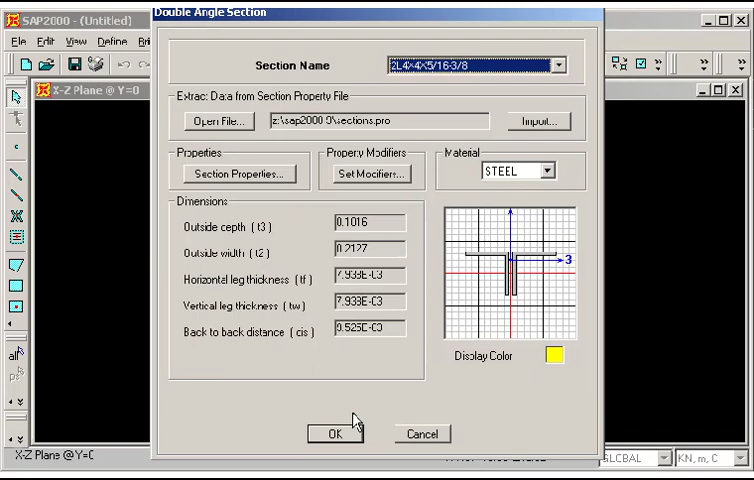 Double Angle Section
SAP2000 - (Untitled)
Edit View Define
X-Z Plane @ Y=0
Section Name
2L4X4X5/16-3/8
Extract Data from Section Property File
Open File...
z:\sap2000 9\sections.pro
Import...
Properties
Section Properties...
Property Modifiers
Set Modifiers...
Material
STEEL
Dimensions
Outside depth ( t3 )
0.1016
Outside width ( t2 )
0.2127
Horizontal leg thickness ( tf )
7.938E-03
Vertical leg thickness ( tw )
7.938E-03
Back to back distance ( dis )
9.525E-03
3
Display Color
OK
Cancel
all
X-Z Plane @Y=0
GLOBAL
KN, m, C